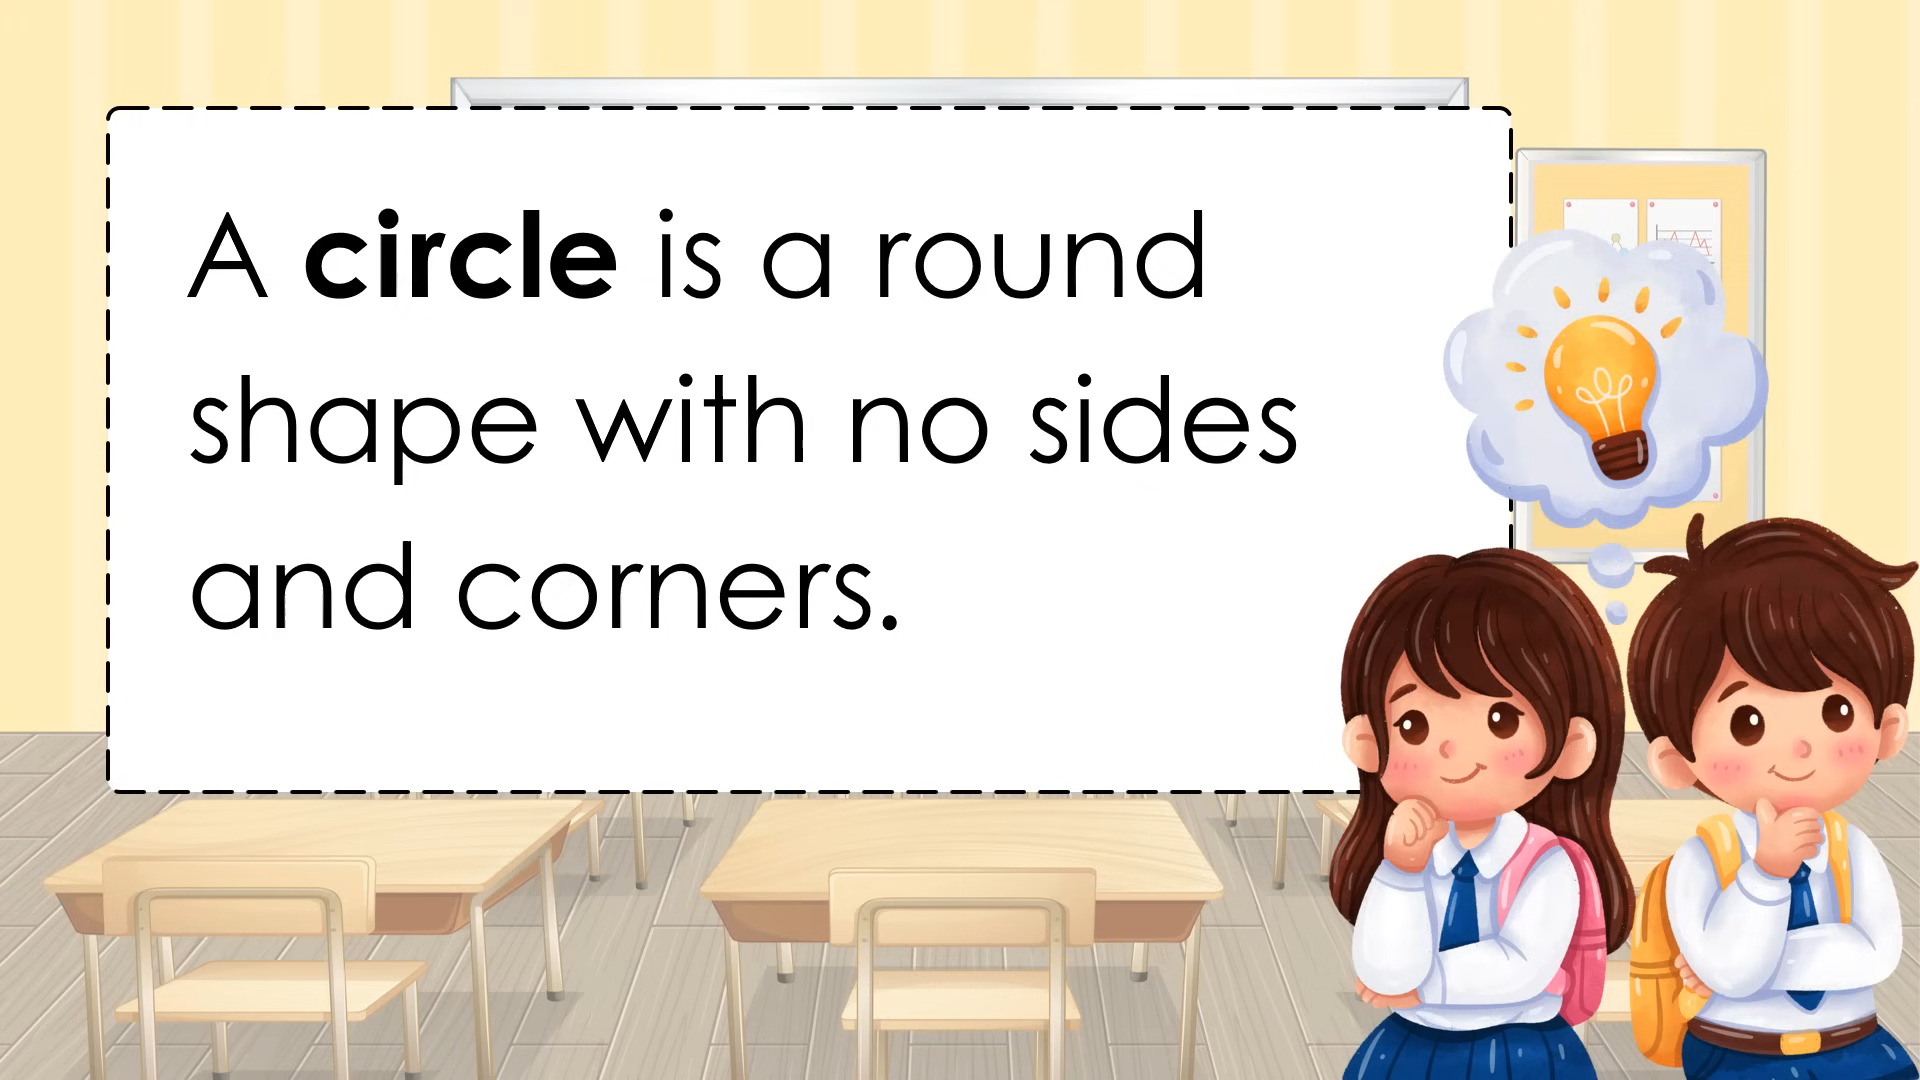 A circle is a round
shape with no sides
and corners.